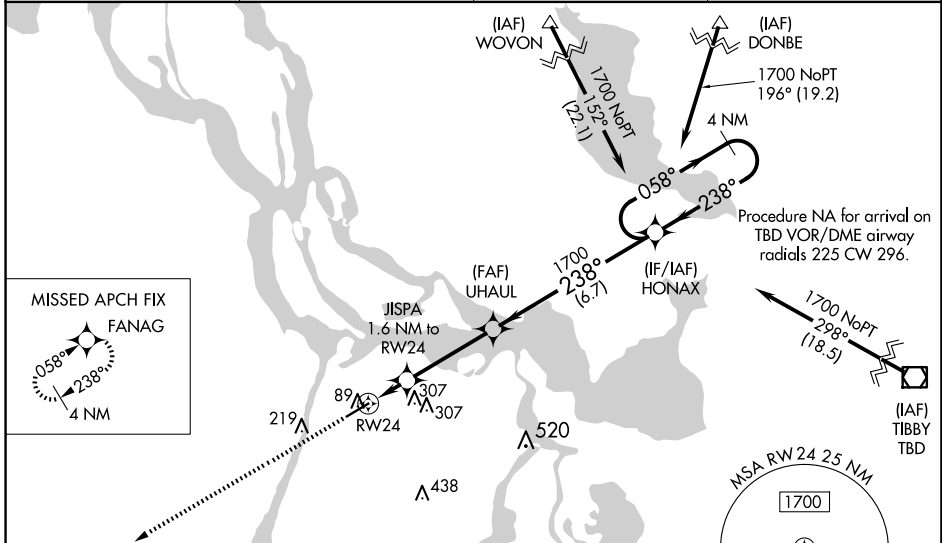 (IAF)
WOVON
(IAF)
DONBE
1700 NoPT
152°
(22.1)
1700 NoPT
196° (19.2)
4 NM
058°
238°
Procedure NA for arrival on
TBD VOR/DME airway
radials 225 CW 296.
(IF/IAF)
HONAX
1700
238°
(6.7)
(FAF)
UHAUL
JISPA
1.6 NM to
RW24
MISSED APCH FIX
FANAG
058°
238°
4 NM
1700 NoPT
298°
(18.5)
(IAF)
TIBBY
TBD
89
307
307
RW24
219
520
438
MSA RW24 25 NM
1700